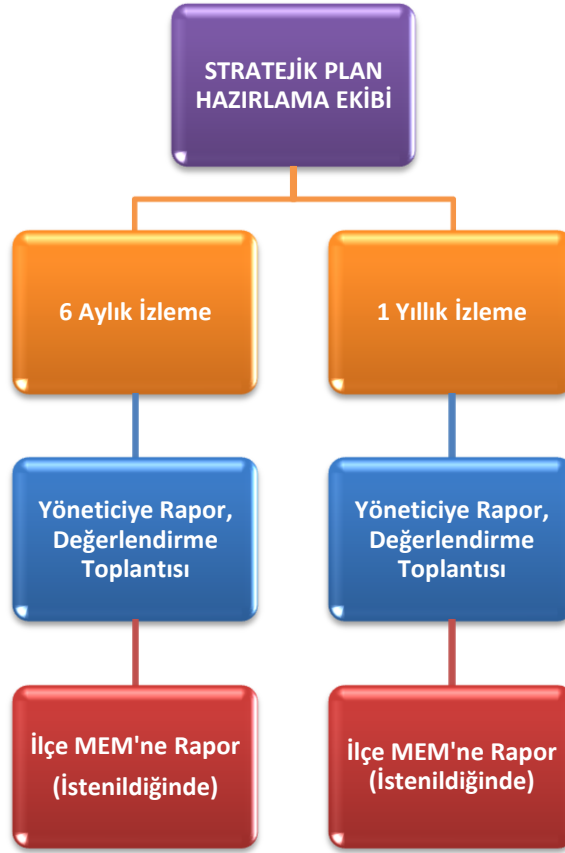 STRATEJİK PLAN
HAZIRLAMA EKİBİ
6 Aylık İzleme
1 Yıllık İzleme
Yöneticiye Rapor,
Değerlendirme
Toplantısı
Yöneticiye Rapor,
Değerlendirme
Toplantısı
İlçe MEM'ne Rapor
(İstenildiğinde)
İlçe MEM'ne Rapor
(İstenildiğinde)